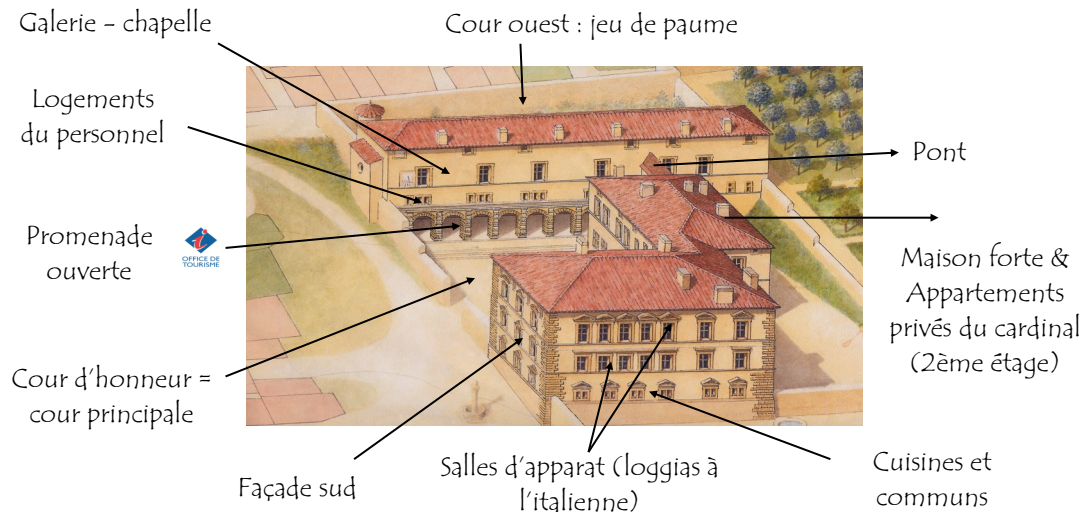 Galerie – chapelle
Cour ouest : jeu de paume
Logements
du personnel
Pont
Promenade
ouverte
OFFICE DE
TOURISME
Maison forte &
Appartements
privés du cardinal
(2ème étage)
Cour d'honneur =
cour principale
Façade sud
Salles d'apparat (loggias à
l'italienne)
Cuisines et
communs